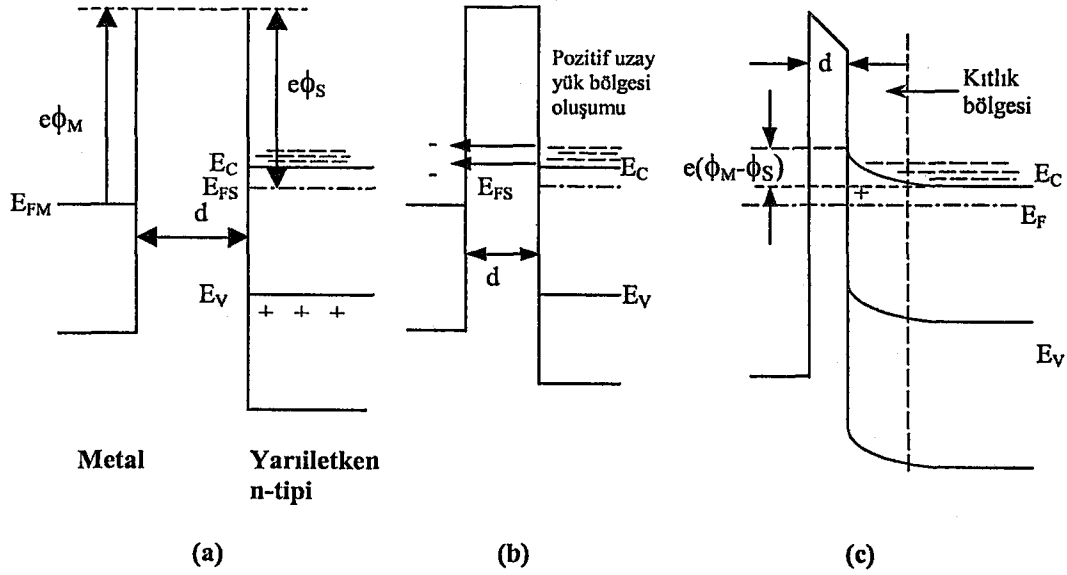 eϕM
eϕS
EC
EFS
EFM
d
EV
+ + +
Metal
Yarıiletken
n-tipi
(a)
Pozitif uzay
yük bölgesi
oluşumu
-
-
EC
EFS
d
EV
(b)
d
Kıtlık
bölgesi
e(ϕM-ϕS)
+
EC
EF
EV
(c)